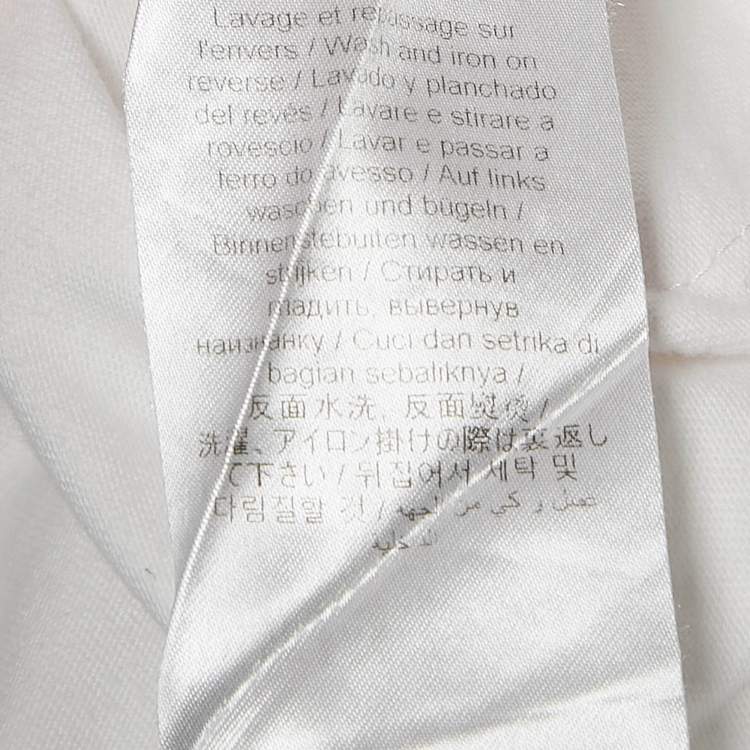 Lavage et repassage sur
l'envers / Wash and iron on
reverse / Lavado y planchado
del revés / Lavare e stirare a
rovescio / Lavar e passar a
ferro do avesso / Auf links
waschen und bügeln /
Binnenstebuiten wassen en
strijken / Стирать и
гладить, вывернув
наизнанку / Cuci dan setrika di
bagian sebaliknya /
反面水洗, 反面熨烫 /
洗濯、アイロン掛けの際は裏返し
て下さい / 뒤집어서 세탁 및
다림질할 것 / غسل و كي من الجهة